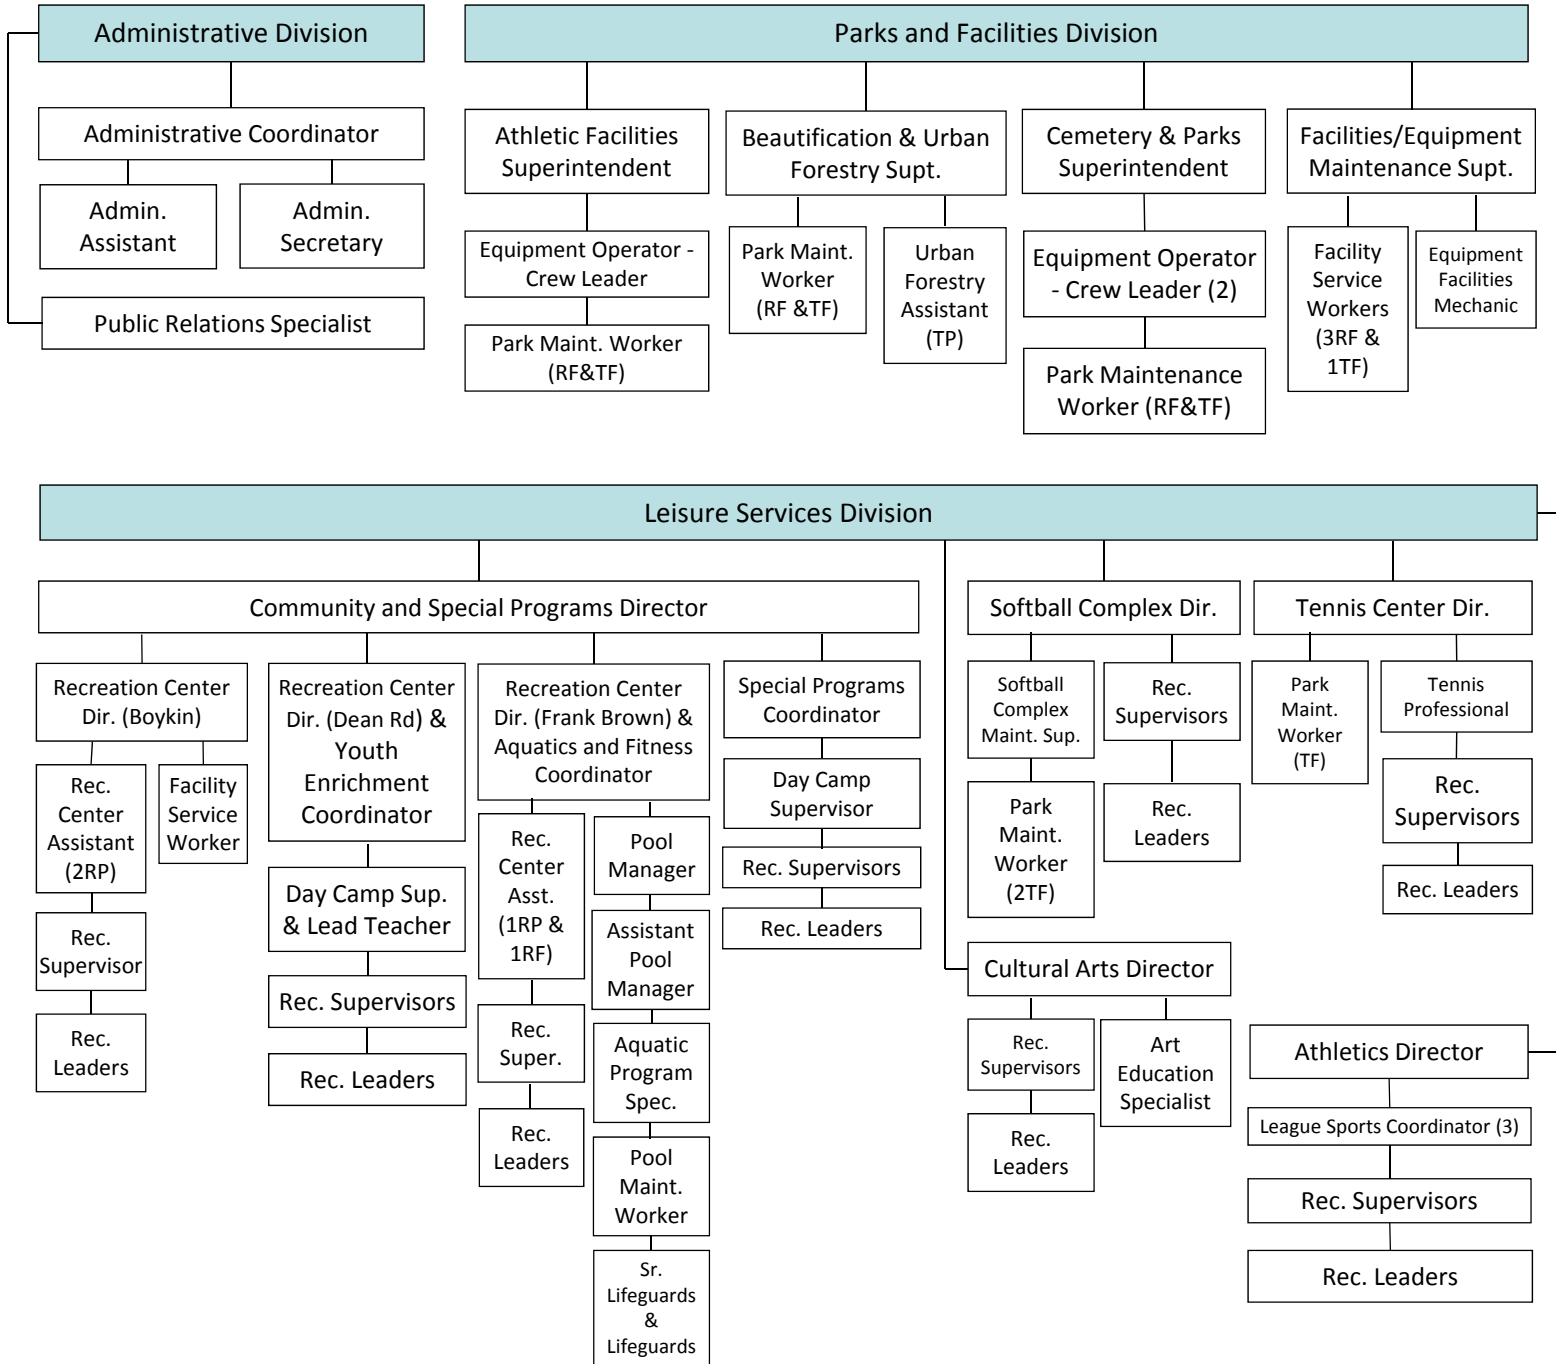 Administrative Division
Administrative Coordinator
Admin.
Assistant
Admin.
Secretary
Public Relations Specialist
Parks and Facilities Division
Athletic Facilities
Superintendent
Equipment Operator -
Crew Leader
Park Maint. Worker
(RF&TF)
Beautification & Urban
Forestry Supt.
Park Maint.
Worker
(RF &TF)
Urban
Forestry
Assistant
(TP)
Cemetery & Parks
Superintendent
Equipment Operator
- Crew Leader (2)
Park Maintenance
Worker (RF&TF)
Facilities/Equipment
Maintenance Supt.
Facility
Service
Workers
(3RF &
1TF)
Equipment
Facilities
Mechanic
Leisure Services Division
Community and Special Programs Director
Recreation Center
Dir. (Boykin)
Rec.
Center
Assistant
(2RP)
Rec.
Supervisor
Rec.
Leaders
Facility
Service
Worker
Recreation Center
Dir. (Dean Rd) &
Youth
Enrichment
Coordinator
Day Camp Sup.
& Lead Teacher
Rec. Supervisors
Rec. Leaders
Recreation Center
Dir. (Frank Brown) &
Aquatics and Fitness
Coordinator
Rec.
Center
Asst.
(1RP &
1RF)
Rec.
Super.
Rec.
Leaders
Pool
Manager
Assistant
Pool
Manager
Aquatic
Program
Spec.
Pool
Maint.
Worker
Sr.
Lifeguards
&
Lifeguards
Special Programs
Coordinator
Day Camp
Supervisor
Rec. Supervisors
Rec. Leaders
Softball Complex Dir.
Softball
Complex
Maint. Sup.
Park
Maint.
Worker
(2TF)
Rec.
Supervisors
Rec.
Leaders
Tennis Center Dir.
Park
Maint.
Worker
(TF)
Tennis
Professional
Rec.
Supervisors
Rec. Leaders
Cultural Arts Director
Rec.
Supervisors
Rec.
Leaders
Art
Education
Specialist
Athletics Director
League Sports Coordinator (3)
Rec. Supervisors
Rec. Leaders